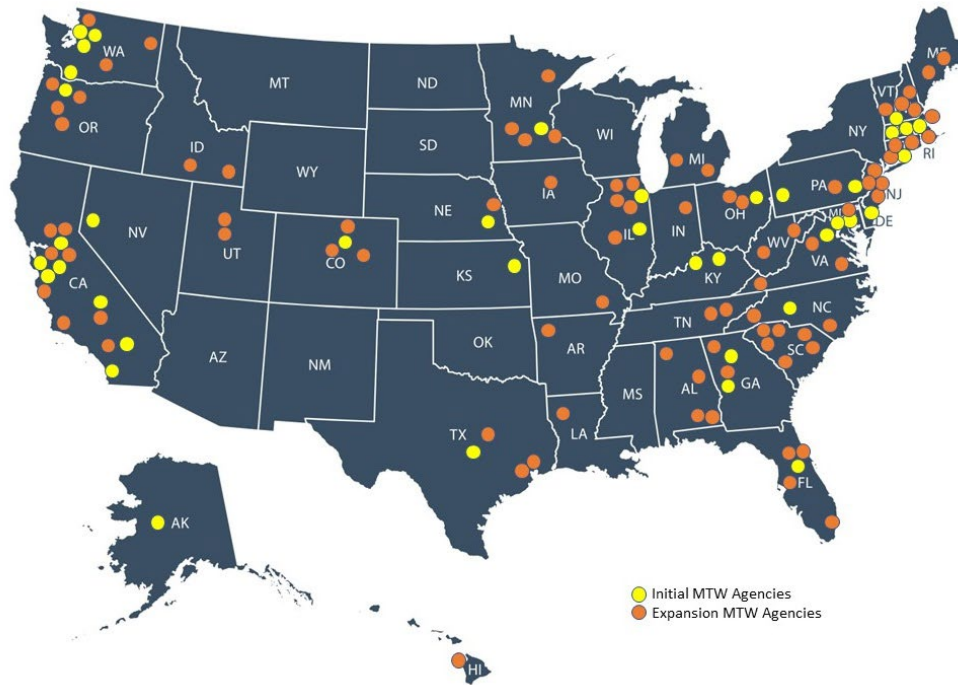 WA
MT
ND
MN
ME
VT
OR
ID
SD
WI
NY
WY
MI
RI
IA
PA
NE
NJ
OH
NV
IL
IN
DE
UT
CO
WV
VA
CA
KS
MO
KY
NC
TN
AZ
NM
OK
AR
SC
MS
AL
GA
TX
LA
FL
AK
Initial MTW Agencies
Expansion MTW Agencies
HI